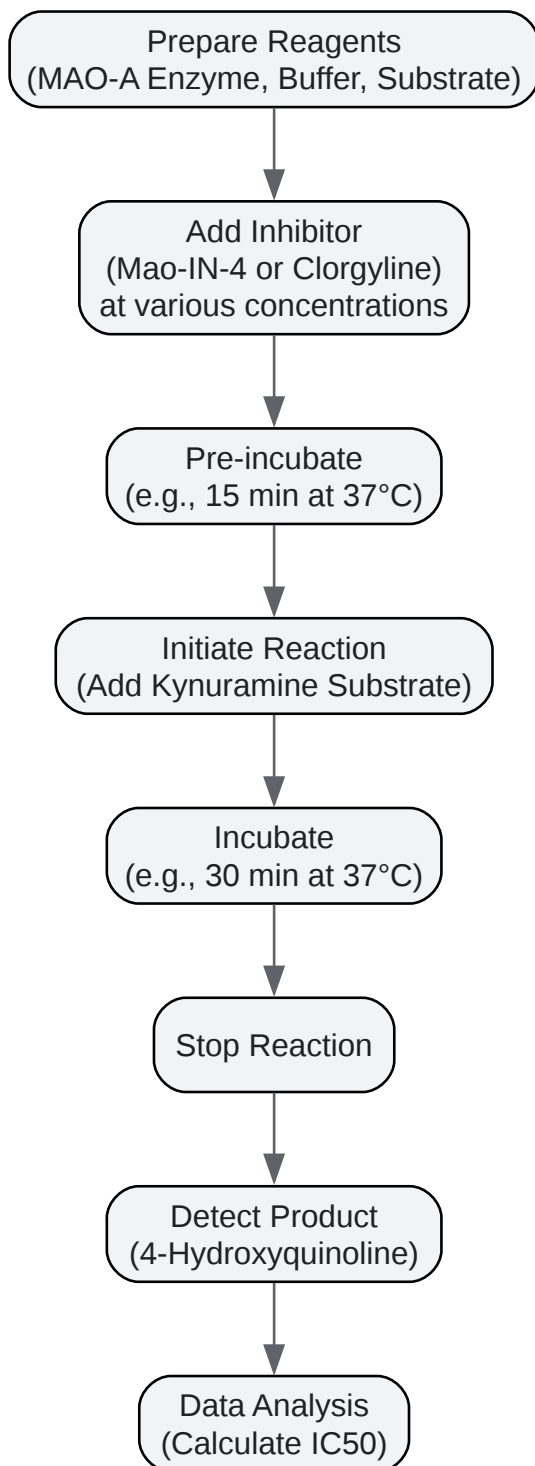 Prepare Reagents
(MAO-A Enzyme, Buffer, Substrate)
Add Inhibitor
(Mao-IN-4 or Clorgyline)
at various concentrations
Pre-incubate
(e.g., 15 min at 37°C)
Initiate Reaction
(Add Kynuramine Substrate)
Incubate
(e.g., 30 min at 37°C)
Stop Reaction
Detect Product
(4-Hydroxyquinoline)
Data Analysis
(Calculate IC50)